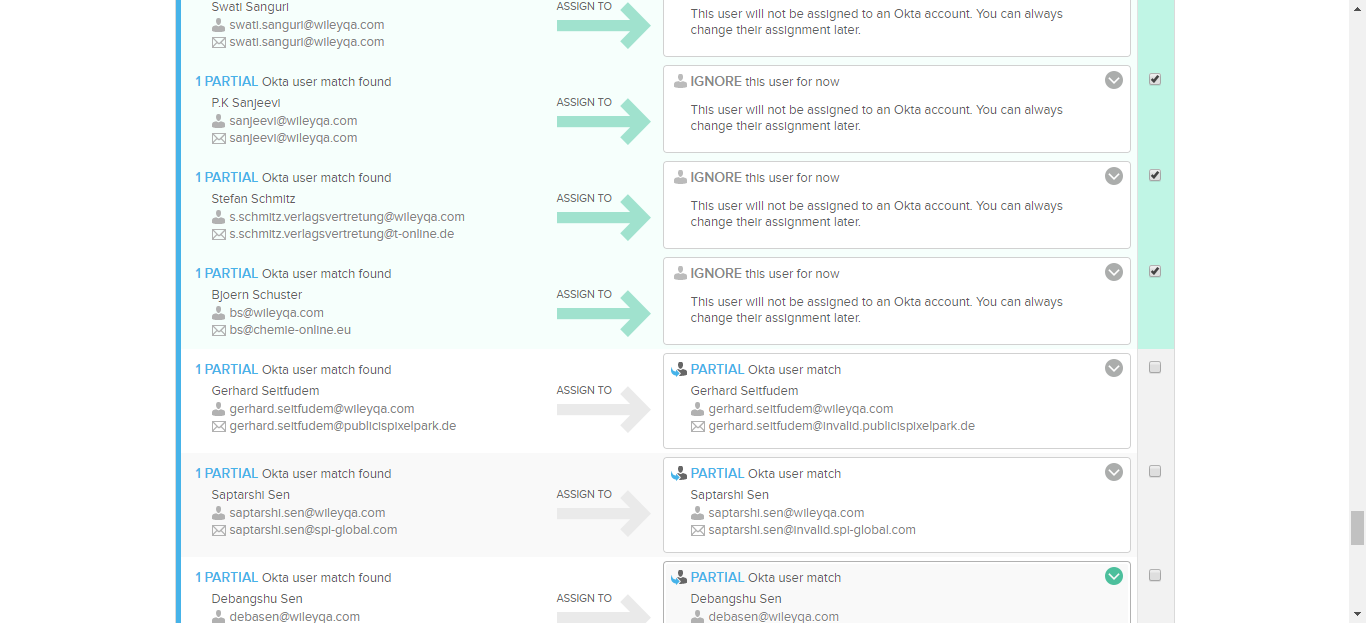 Swati Sanguri
swati.sanguri@wileyqa.com
swati.sanguri@wileyqa.com
ASSIGN TO
This user will not be assigned to an Okta account. You can always
change their assignment later.
1 PARTIAL Okta user match found
P.K Sanjeevi
sanjeevi@wileyqa.com
sanjeevi@wileyqa.com
ASSIGN TO
IGNORE this user for now
This user will not be assigned to an Okta account. You can always
change their assignment later.
1 PARTIAL Okta user match found
Stefan Schmitz
s.schmitz.verlagsvertretung@wileyqa.com
s.schmitz.verlagsvertretung@t-online.de
ASSIGN TO
IGNORE this user for now
This user will not be assigned to an Okta account. You can always
change their assignment later.
1 PARTIAL Okta user match found
Bjoern Schuster
bs@wileyqa.com
bs@chemie-online.eu
ASSIGN TO
IGNORE this user for now
This user will not be assigned to an Okta account. You can always
change their assignment later.
1 PARTIAL Okta user match found
Gerhard Seitfudem
gerhard.seitfudem@wileyqa.com
gerhard.seitfudem@publicispixelpark.de
ASSIGN TO
PARTIAL Okta user match
Gerhard Seitfudem
gerhard.seitfudem@wileyqa.com
gerhard.seitfudem@invalid.publicispixelpark.de
1 PARTIAL Okta user match found
Saptarshi Sen
saptarshi.sen@wileyqa.com
saptarshi.sen@spi-global.com
ASSIGN TO
PARTIAL Okta user match
Saptarshi Sen
saptarshi.sen@wileyqa.com
saptarshi.sen@invalid.spi-global.com
1 PARTIAL Okta user match found
Debangshu Sen
debasen@wileyqa.com
ASSIGN TO
PARTIAL Okta user match
Debangshu Sen
debasen@wileyqa.com